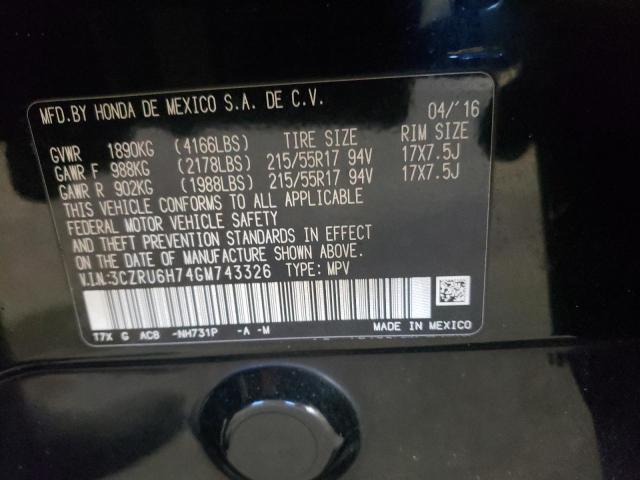 MFD.BY HONDA DE MEXICO S.A. DE C.V. 04/'16
GVWR 1890KG (4166LBS) TIRE SIZE RIM SIZE
GAWR F 988KG (2178LBS) 215/55R17 94V 17X7.5J
GAWR R 902KG (1988LBS) 215/55R17 94V 17X7.5J
THIS VEHICLE CONFORMS TO ALL APPLICABLE
FEDERAL MOTOR VEHICLE SAFETY
AND THEFT PREVENTION STANDARDS IN EFFECT
ON THE DATE OF MANUFACTURE SHOWN ABOVE.
V.I.N.:3CZRU6H74GM743326 TYPE: MPV
T7X G ACB -NH731P -A -M MADE IN MEXICO